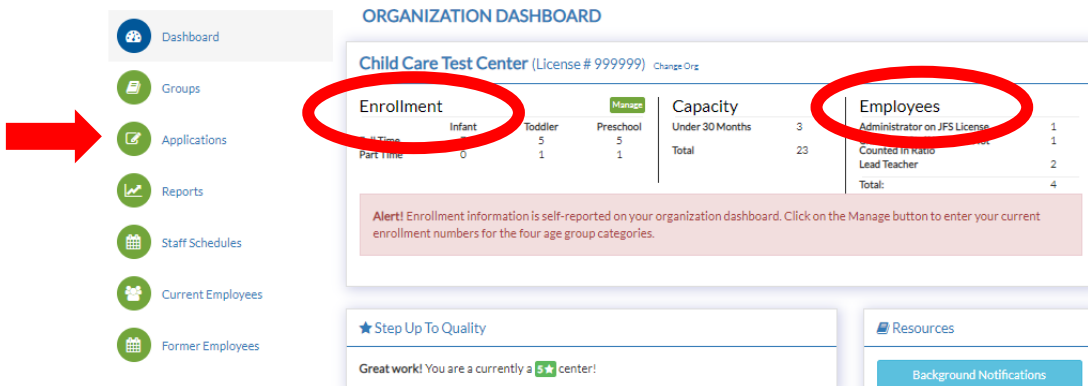 Dashboard
Groups
Applications
Reports
Staff Schedules
Current Employees
Former Employees
ORGANIZATION DASHBOARD
Child Care Test Center (License # 999999) Change Org
Enrollment Manage
Infant Toddler Preschool
Time 5 5
Part Time 0 1 1
Capacity
Under 30 Months 3
Total 23
Employees
Administrator on JFS License 1
1
Counted in Ratio
Lead Teacher 2
Total: 4
Alert! Enrollment information is self-reported on your organization dashboard. Click on the Manage button to enter your current
enrollment numbers for the four age group categories.
Step Up To Quality
Great work! You are a currently a 5★ center!
Resources
Background Notifications